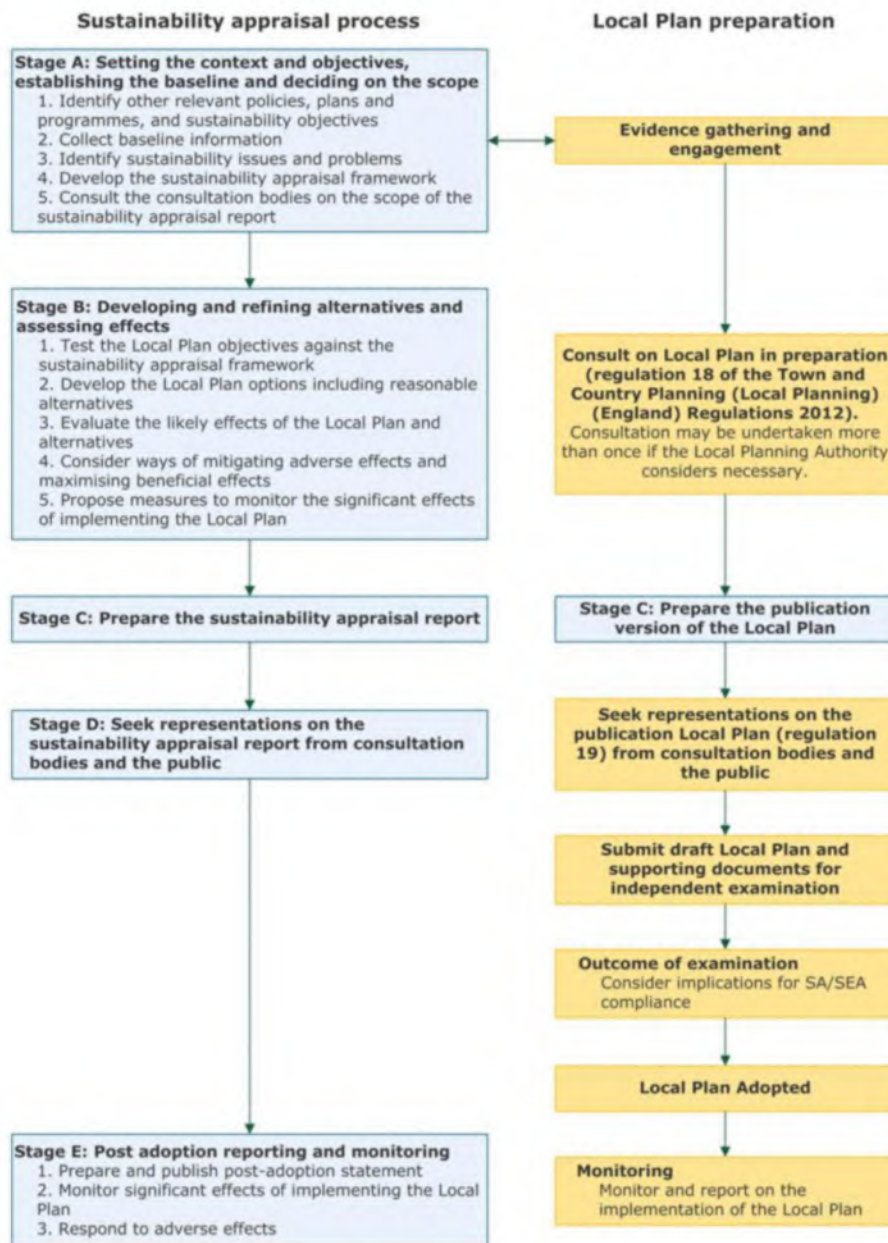 Sustainability appraisal process
Local Plan preparation
Stage A: Setting the context and objectives,
establishing the baseline and deciding on the scope
1. Identify other relevant policies, plans and
programmes, and sustainability objectives
2. Collect baseline information
3. Identify sustainability issues and problems
4. Develop the sustainability appraisal framework
5. Consult the consultation bodies on the scope of the
sustainability appraisal report
Evidence gathering and
engagement
Stage B: Developing and refining alternatives and
assessing effects
1. Test the Local Plan objectives against the
sustainability appraisal framework
2. Develop the Local Plan options including reasonable
alternatives
3. Evaluate the likely effects of the Local Plan and
alternatives
4. Consider ways of mitigating adverse effects and
maximising beneficial effects
5. Propose measures to monitor the significant effects
of implementing the Local Plan
Consult on Local Plan in preparation
(regulation 18 of the Town and
Country Planning (Local Planning)
(England) Regulations 2012).
Consultation may be undertaken more
than once if the Local Planning Authority
considers necessary.
Stage C: Prepare the sustainability appraisal report
Stage C: Prepare the publication
version of the Local Plan
Stage D: Seek representations on the
sustainability appraisal report from consultation
bodies and the public
Seek representations on the
publication Local Plan (regulation
19) from consultation bodies and
the public
Submit draft Local Plan and
supporting documents for
independent examination
Outcome of examination
Consider implications for SA/SEA
compliance
Local Plan Adopted
Stage E: Post adoption reporting and monitoring
1. Prepare and publish post-adoption statement
2. Monitor significant effects of implementing the Local
Plan
3. Respond to adverse effects
Monitoring
Monitor and report on the
implementation of the Local Plan